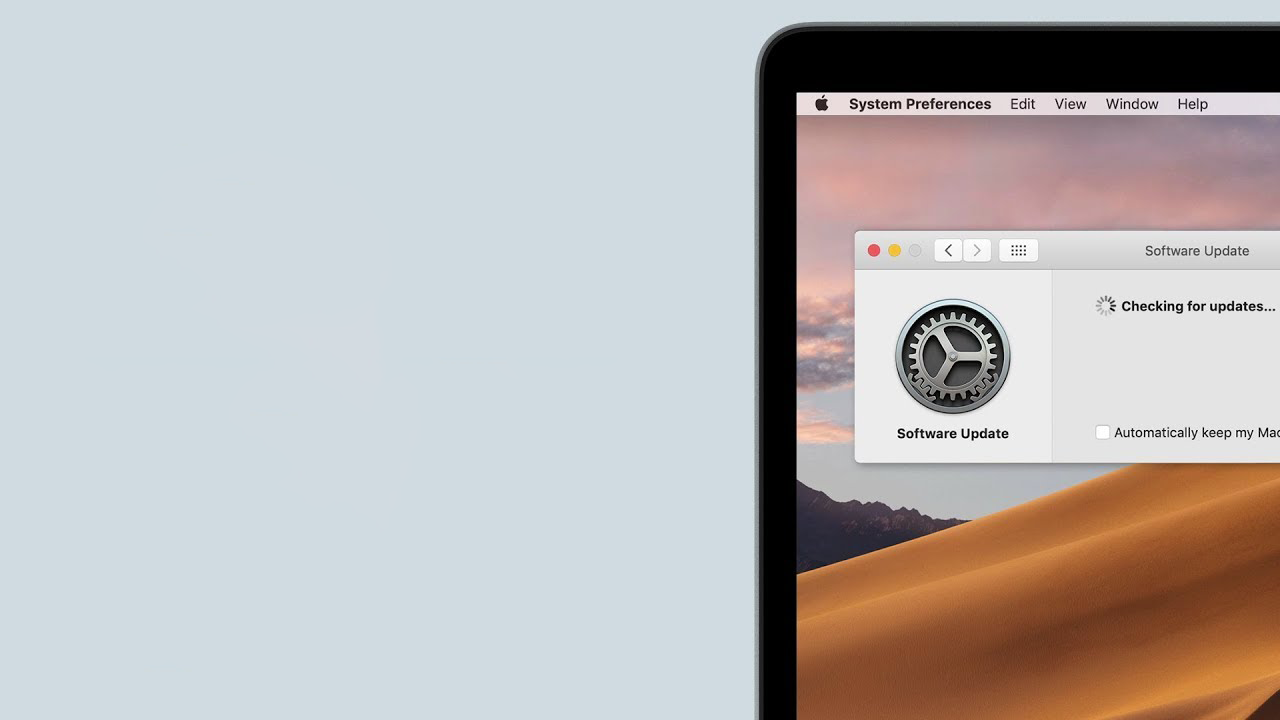 System Preferences Edit View Window Help
Software Update
Checking for updates...
Software Update
Automatically keep my Mac